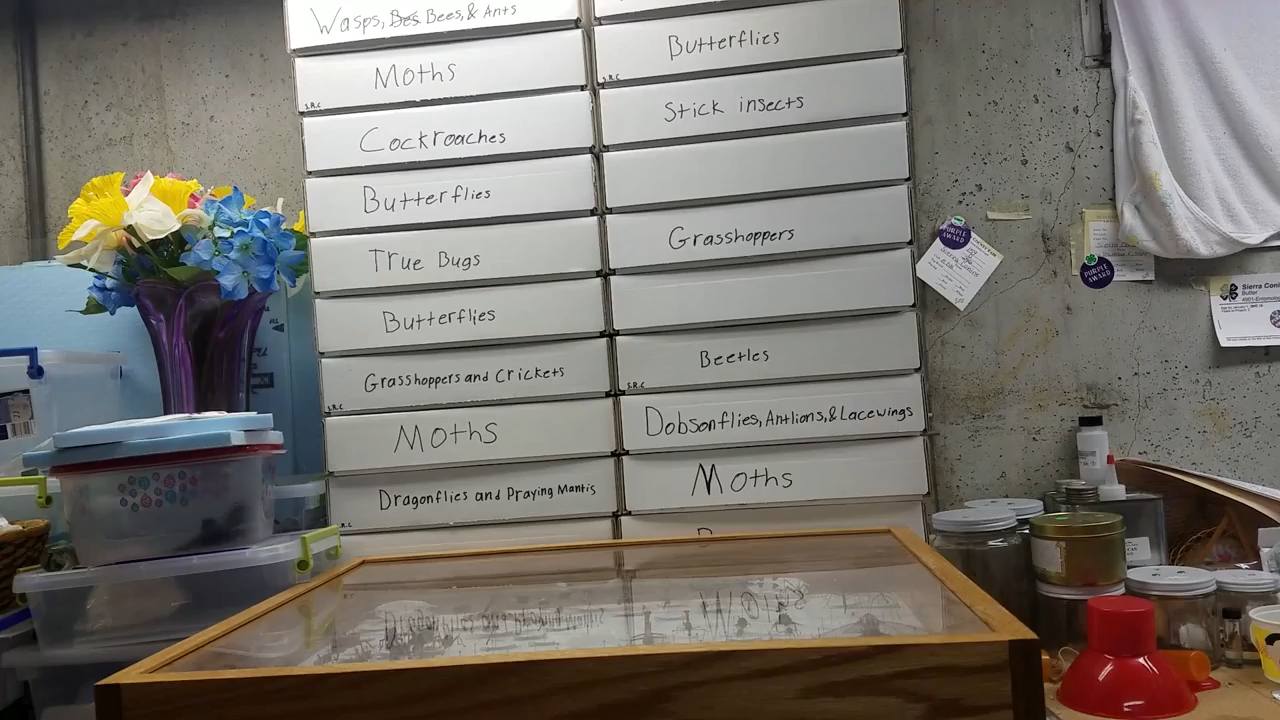 Wasps, Bes Bees, & Ants
Moths
S.R.C
Cockroaches
Butterflies
True Bugs
Butterflies
Grasshoppers and Crickets
S.R.C
Moths
Dragonflies and Praying Mantis
Butterflies
S.R.C
Stick insects
Grasshoppers
Beetles
S.R.C
Dobsonflies, Antlions, & Lacewings
Moths
PURPLE
AWARD
PURPLE
AWARD
Sierra
Butler